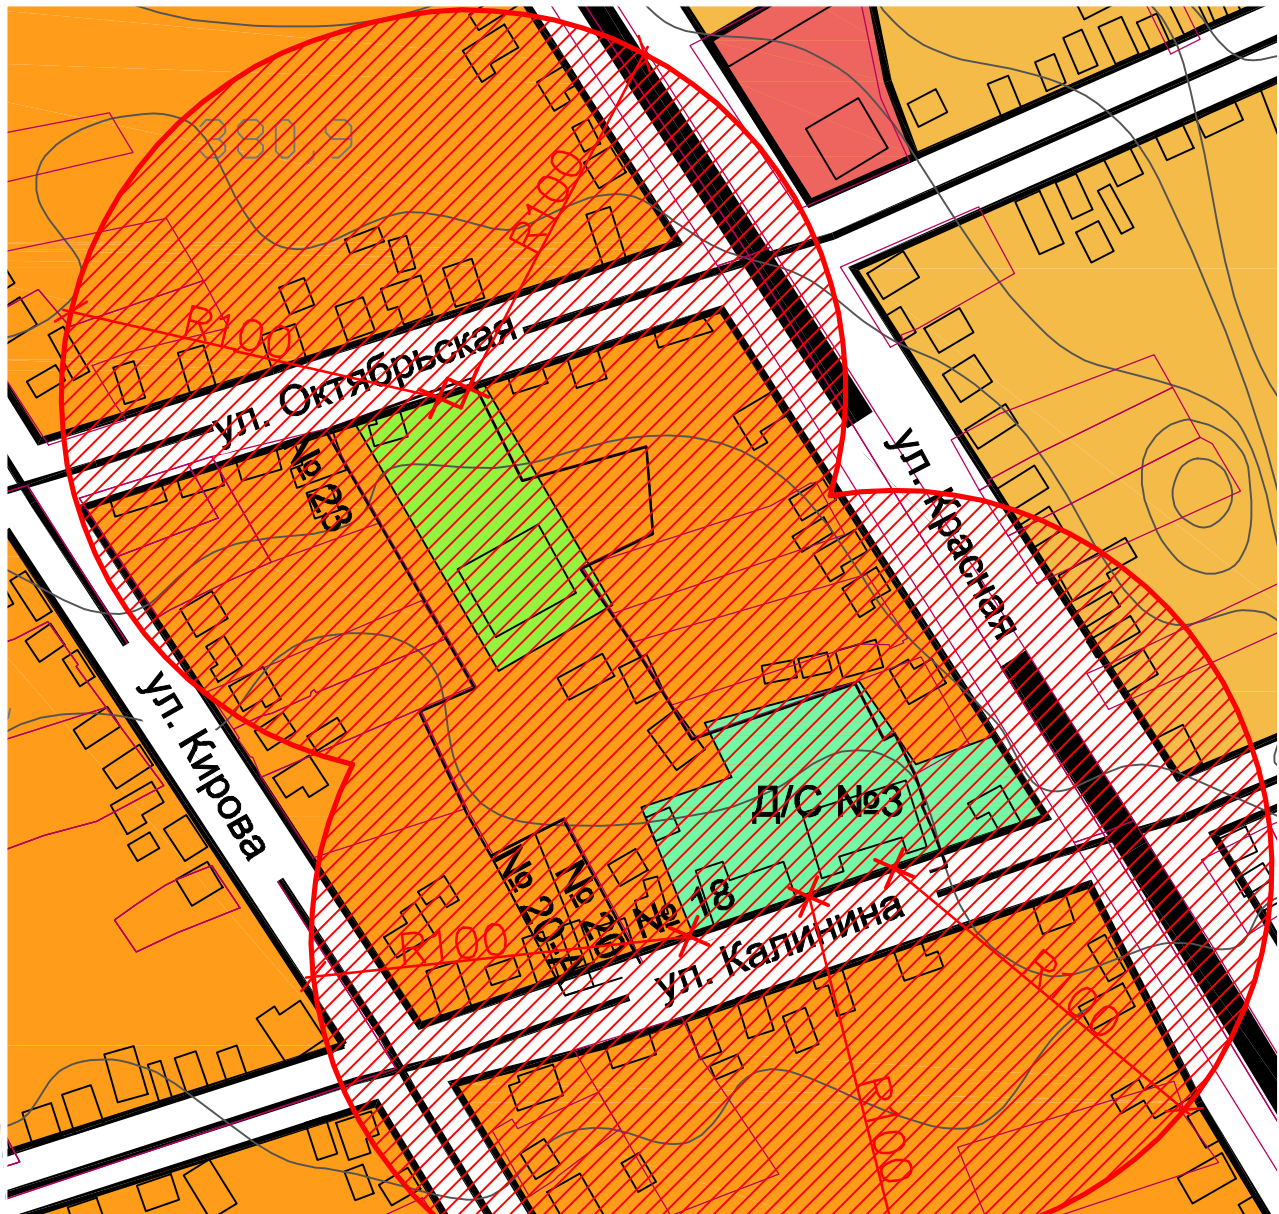 380,9
R100
R100
ул. Октябрьская
№ 23
ул. Красная
ул. Кирова
Д/С №3
№ 20-А
№ 20
№ 18
R100
ул. Калинина
R100
R100